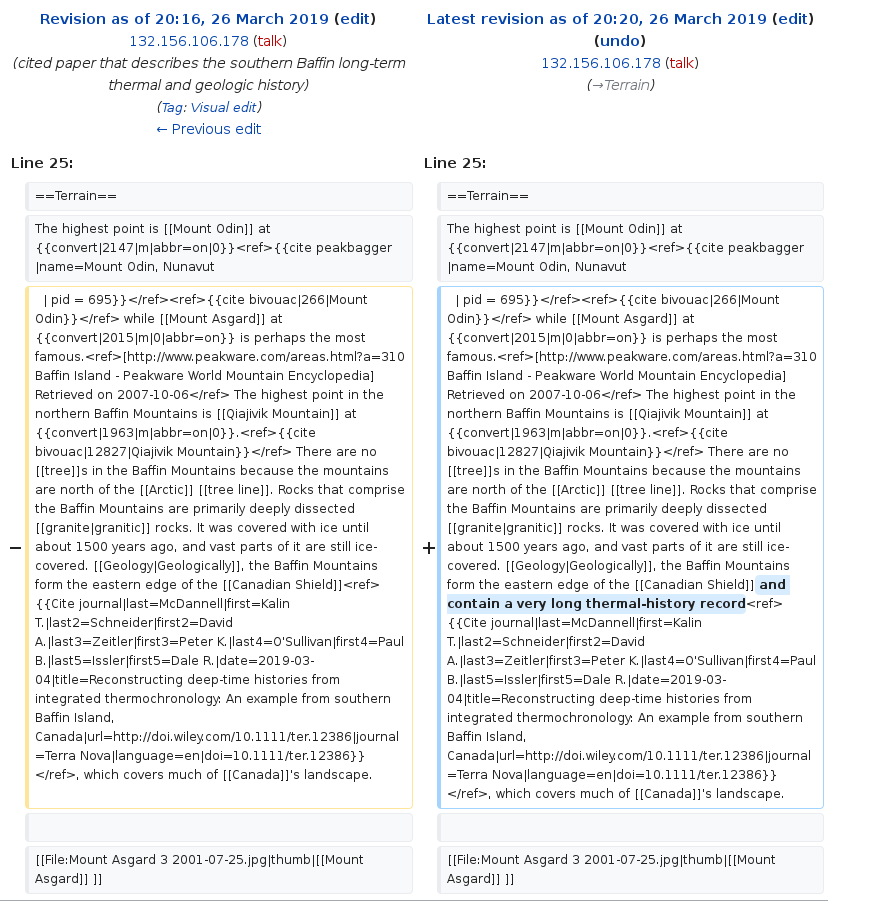 Revision as of 20:16, 26 March 2019 (edit)
132.156.106.178 (talk)
(cited paper that describes the southern Baffin long-term
thermal and geologic history)
(Tag: Visual edit)
← Previous edit
Latest revision as of 20:20, 26 March 2019 (edit)
(undo)
132.156.106.178 (talk)
(→Terrain)
Line 25:
==Terrain==
The highest point is [[Mount Odin]] at
{{convert|2147|m|abbr=on|0}}<ref>{{cite peakbagger
|name=Mount Odin, Nunavut
−
| pid = 695}}</ref><ref>{{cite bivouac|266|Mount
Odin}}</ref> while [[Mount Asgard]] at
{{convert|2015|m|0|abbr=on}} is perhaps the most
famous.<ref>[http://www.peakware.com/areas.html?a=310
Baffin Island - Peakware World Mountain Encyclopedia]
Retrieved on 2007-10-06</ref> The highest point in the
northern Baffin Mountains is [[Qiajivik Mountain]] at
{{convert|1963|m|abbr=on|0}}.<ref>{{cite
bivouac|12827|Qiajivik Mountain}}</ref> There are no
[[tree]]s in the Baffin Mountains because the mountains
are north of the [[Arctic]] [[tree line]]. Rocks that comprise
the Baffin Mountains are primarily deeply dissected
[[granite|granitic]] rocks. It was covered with ice until
about 1500 years ago, and vast parts of it are still ice-
covered. [[Geology|Geologically]], the Baffin Mountains
form the eastern edge of the [[Canadian Shield]]<ref>
{{Cite journal|last=McDannell|first=Kalin
T.|last2=Schneider|first2=David
A.|last3=Zeitler|first3=Peter K.|last4=O'Sullivan|first4=Paul
B.|last5=Issler|first5=Dale R.|date=2019-03-
04|title=Reconstructing deep-time histories from
integrated thermochronology: An example from southern
Baffin Island,
Canada|url=http://doi.wiley.com/10.1111/ter.12386|journal
=Terra Nova|language=en|doi=10.1111/ter.12386}}
</ref>, which covers much of [[Canada]]'s landscape.
[[File:Mount Asgard 3 2001-07-25.jpg|thumb|[[Mount
Asgard]] ]]
Line 25:
==Terrain==
The highest point is [[Mount Odin]] at
{{convert|2147|m|abbr=on|0}}<ref>{{cite peakbagger
|name=Mount Odin, Nunavut
+
| pid = 695}}</ref><ref>{{cite bivouac|266|Mount
Odin}}</ref> while [[Mount Asgard]] at
{{convert|2015|m|0|abbr=on}} is perhaps the most
famous.<ref>[http://www.peakware.com/areas.html?a=310
Baffin Island - Peakware World Mountain Encyclopedia]
Retrieved on 2007-10-06</ref> The highest point in the
northern Baffin Mountains is [[Qiajivik Mountain]] at
{{convert|1963|m|abbr=on|0}}.<ref>{{cite
bivouac|12827|Qiajivik Mountain}}</ref> There are no
[[tree]]s in the Baffin Mountains because the mountains
are north of the [[Arctic]] [[tree line]]. Rocks that comprise
the Baffin Mountains are primarily deeply dissected
[[granite|granitic]] rocks. It was covered with ice until
about 1500 years ago, and vast parts of it are still ice-
covered. [[Geology|Geologically]], the Baffin Mountains
form the eastern edge of the [[Canadian Shield]] and
contain a very long thermal-history record<ref>
{{Cite journal|last=McDannell|first=Kalin
T.|last2=Schneider|first2=David
A.|last3=Zeitler|first3=Peter K.|last4=O'Sullivan|first4=Paul
B.|last5=Issler|first5=Dale R.|date=2019-03-
04|title=Reconstructing deep-time histories from
integrated thermochronology: An example from southern
Baffin Island,
Canada|url=http://doi.wiley.com/10.1111/ter.12386|journal
=Terra Nova|language=en|doi=10.1111/ter.12386}}
</ref>, which covers much of [[Canada]]'s landscape.
[[File:Mount Asgard 3 2001-07-25.jpg|thumb|[[Mount
Asgard]] ]]